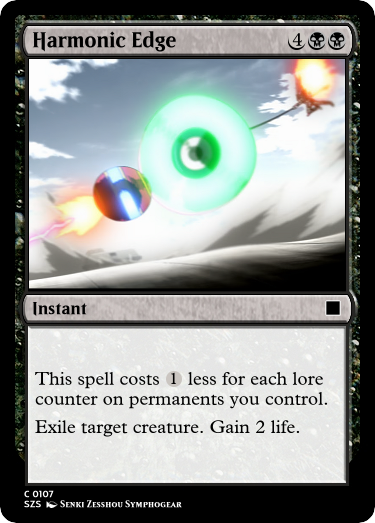 Harmonic Edge 4
Instant
This spell costs 1 less for each lore
counter on permanents you control.
Exile target creature. Gain 2 life.
C 0107
SZS Senki Zesshou Symphogear